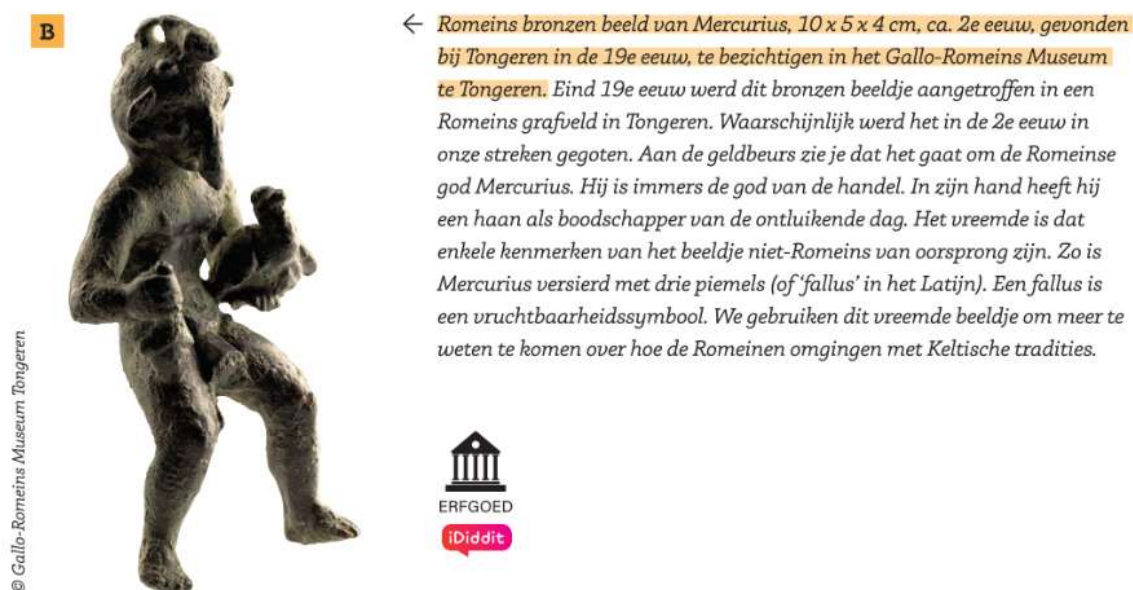 B
← Romeins bronzen beeld van Mercurius, 10 x 5 x 4 cm, ca. 2e eeuw, gevonden
bij Tongeren in de 19e eeuw, te bezichtigen in het Gallo-Romeins Museum
te Tongeren. Eind 19e eeuw werd dit bronzen beeldje aangetroffen in een
Romeins grafveld in Tongeren. Waarschijnlijk werd het in de 2e eeuw in
onze streken gegoten. Aan de geldbeurs zie je dat het gaat om de Romeinse
god Mercurius. Hij is immers de god van de handel. In zijn hand heeft hij
een haan als boodschapper van de ontluikende dag. Het vreemde is dat
enkele kenmerken van het beeldje niet-Romeins van oorsprong zijn. Zo is
Mercurius versierd met drie piemels (of ‘fallus’ in het Latijn). Een fallus is
een vruchtbaarheidssymbool. We gebruiken dit vreemde beeldje om meer te
weten te komen over hoe de Romeinen omgingen met Keltische tradities.
ERFGOED
iDiddit
© Gallo-Romeins Museum Tongeren